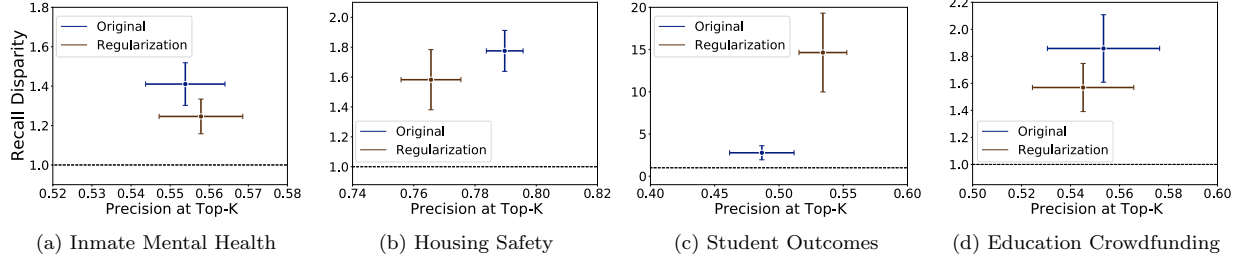 Recall Disparity
1.8
1.6
1.4
1.2
1.0
Original
Regularization
0.52
0.53
0.54
0.55
0.56
0.57
0.58
Precision at Top-K
(a) Inmate Mental Health
2.0
1.8
1.6
1.4
1.2
1.0
Original
Regularization
0.74
0.76
0.78
0.80
0.82
Precision at Top-K
(b) Housing Safety
20
15
10
5
0
Original
Regularization
0.40
0.45
0.50
0.55
0.60
Precision at Top-K
(c) Student Outcomes
2.2
2.0
1.8
1.6
1.4
1.2
1.0
Original
Regularization
0.50
0.52
0.54
0.56
0.58
0.60
Precision at Top-K
(d) Education Crowdfunding